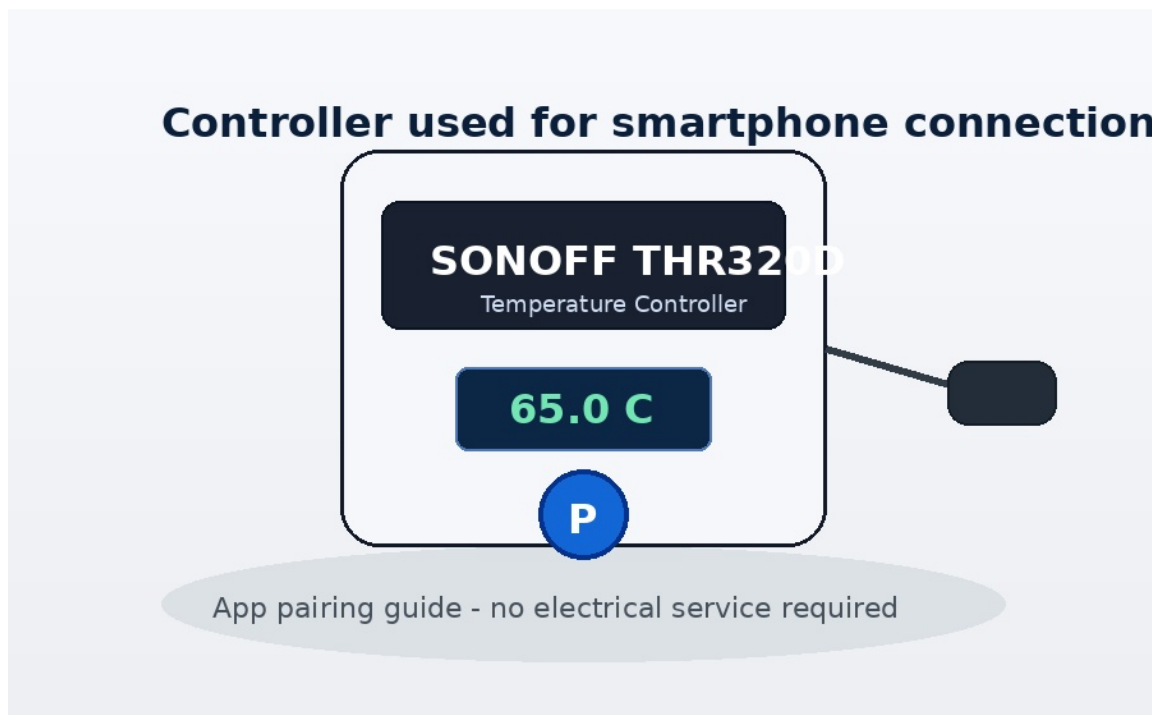 Controller used for smartphone connection
SONOFF THR320D
Temperature Controller
65.0 C
P
App pairing guide - no electrical service required